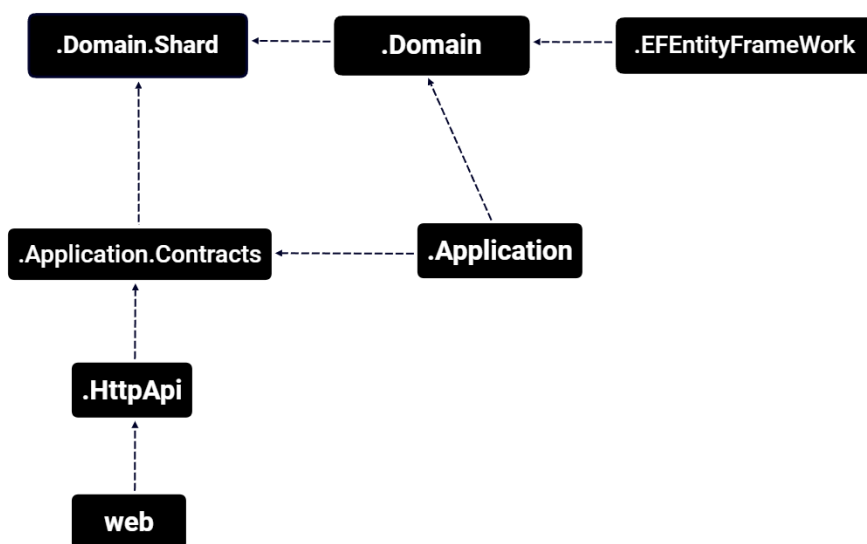 .Domain.Shard
.Domain
.EFEntityFrameWork
.Application.Contracts
.Application
.HttpApi
web